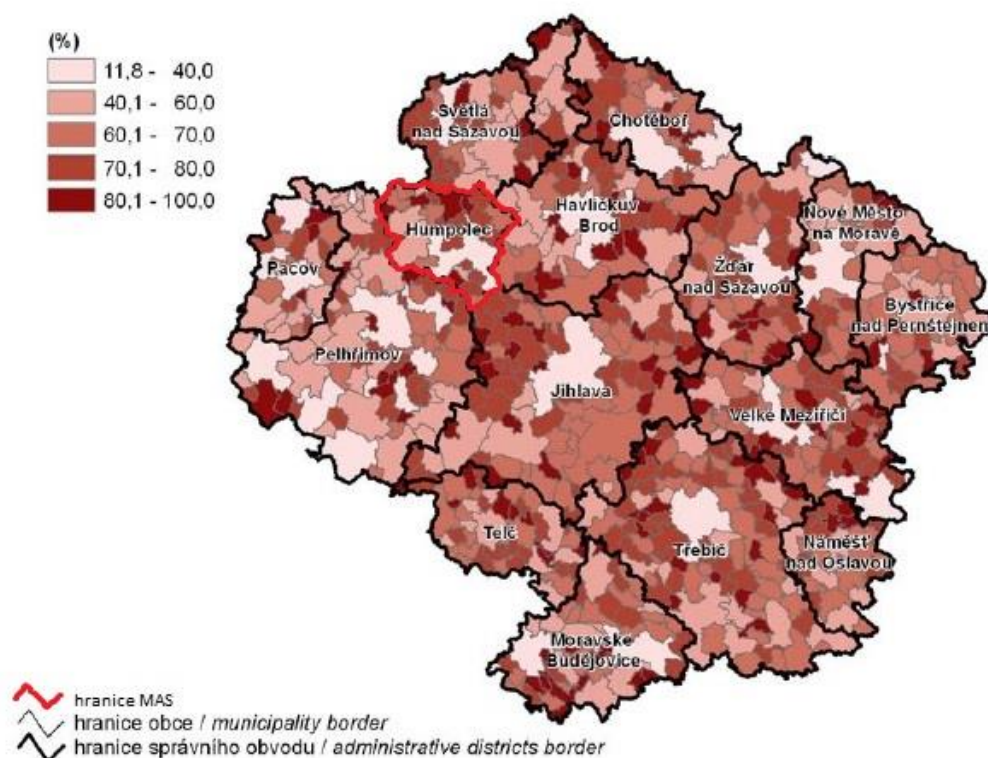 (%)
11,8 - 40,0
40,1 - 60,0
60,1 - 70,0
70,1 - 80,0
80,1 - 100,0
Světlá
nad Sázavou
Chotěboř
Havlíčkův
Brod
Humpolec
Nové Město
na Moravě
Pacov
Žďár
nad Sázavou
Bystřice
nad Pernštejnem
Pelhřimov
Jihlava
Velké Meziříčí
Telč
Třebíč
Náměšť
nad Oslavou
Moravské
Budějovice
hranice MAS
hranice obce / municipality border
hranice správního obvodu / administrative districts border